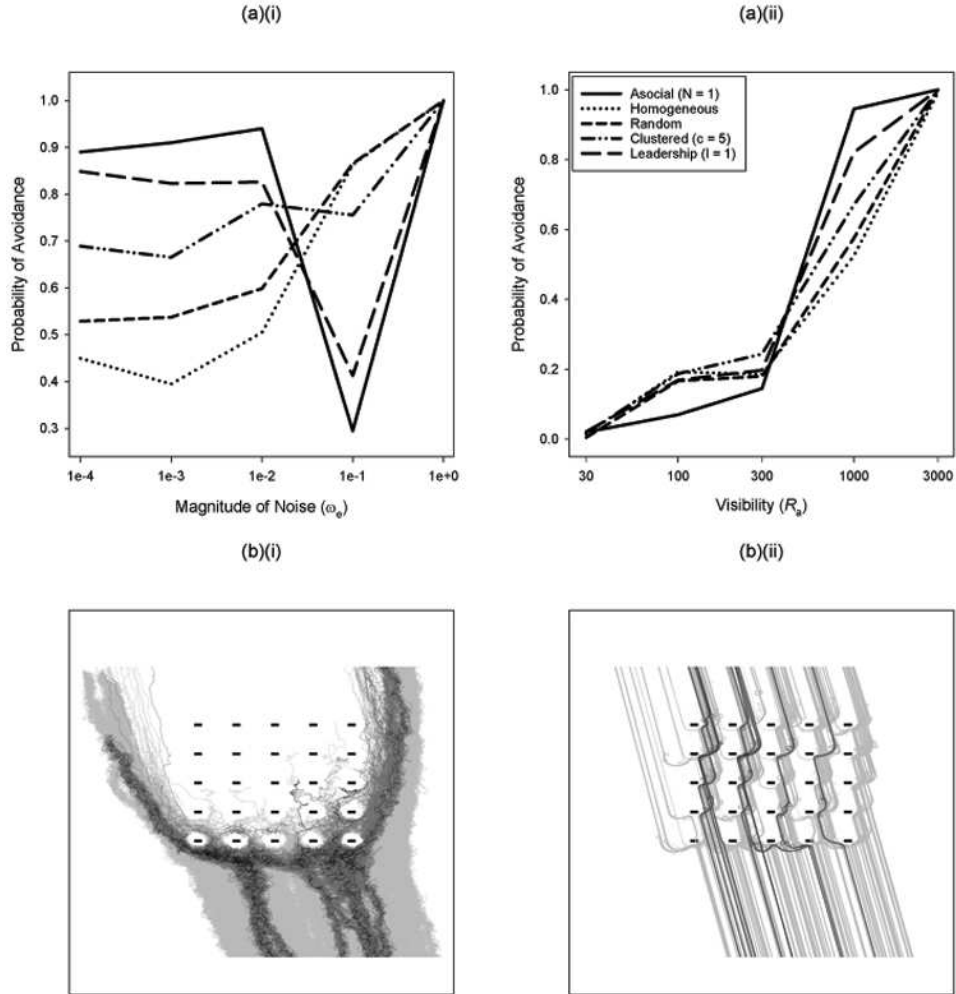 (a)(i)
(a)(ii)
1.0
0.9
0.8
0.7
0.6
0.5
0.4
0.3
Probability of Avoidance
1e-4
1e-3
1e-2
1e-1
1e+0
Magnitude of Noise (ωe)
1.0
0.8
0.6
0.4
0.2
0.0
Probability of Avoidance
Asocial (N = 1)
Homogeneous
Random
Clustered (c = 5)
Leadership (l = 1)
30
100
300
1000
3000
Visibility (Ra)
(b)(i)
(b)(ii)